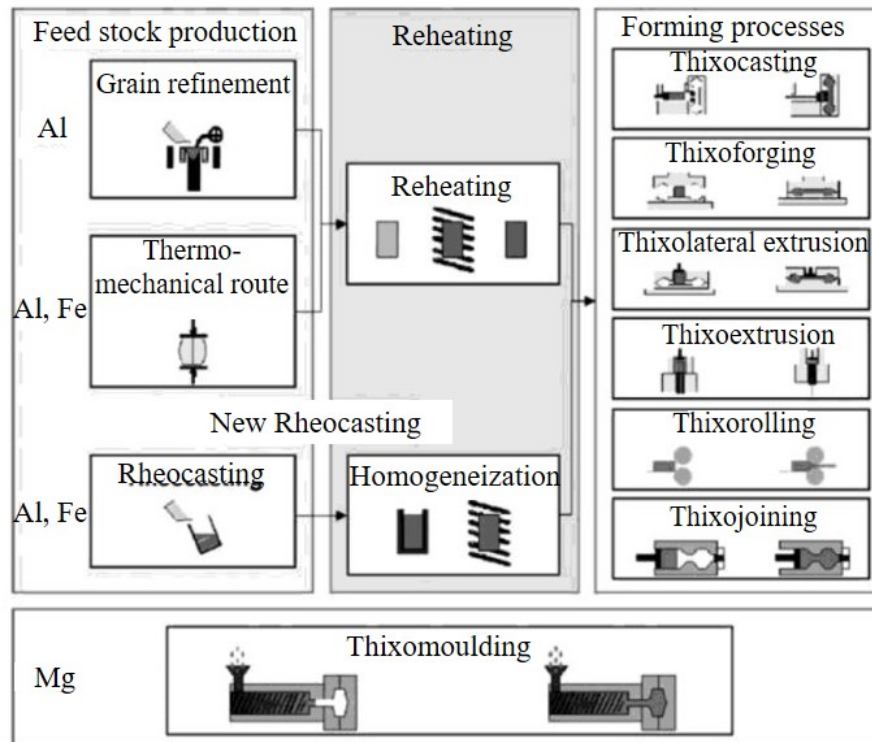 Feed stock production
Grain refinement
Al
Thermo-
mechanical route
Al, Fe
New Rheocasting
Rheocasting
Al, Fe
Reheating
Reheating
Homogeneization
Forming processes
Thixocasting
Thixoforging
Thixolateral extrusion
Thixoextrusion
Thixorolling
Thixojoining
Thixomoulding
Mg